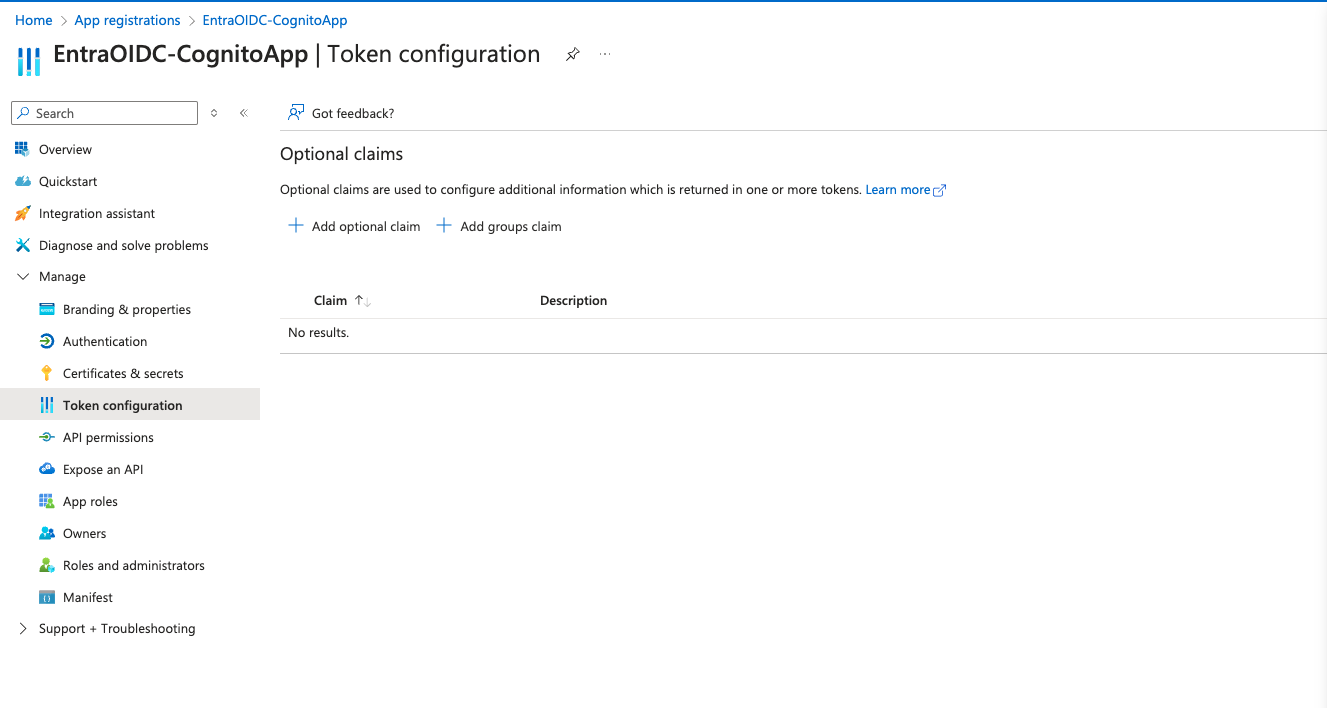 Home > App registrations > EntraOIDC-CognitoApp
EntraOIDC-CognitoApp | Token configuration
Search
Got feedback?
Overview
Quickstart
Integration assistant
Diagnose and solve problems
Manage
Branding & properties
Authentication
Certificates & secrets
Token configuration
API permissions
Expose an API
App roles
Owners
Roles and administrators
Manifest
Support + Troubleshooting
Optional claims
Optional claims are used to configure additional information which is returned in one or more tokens. Learn more
Add optional claim Add groups claim
Claim Description
No results.